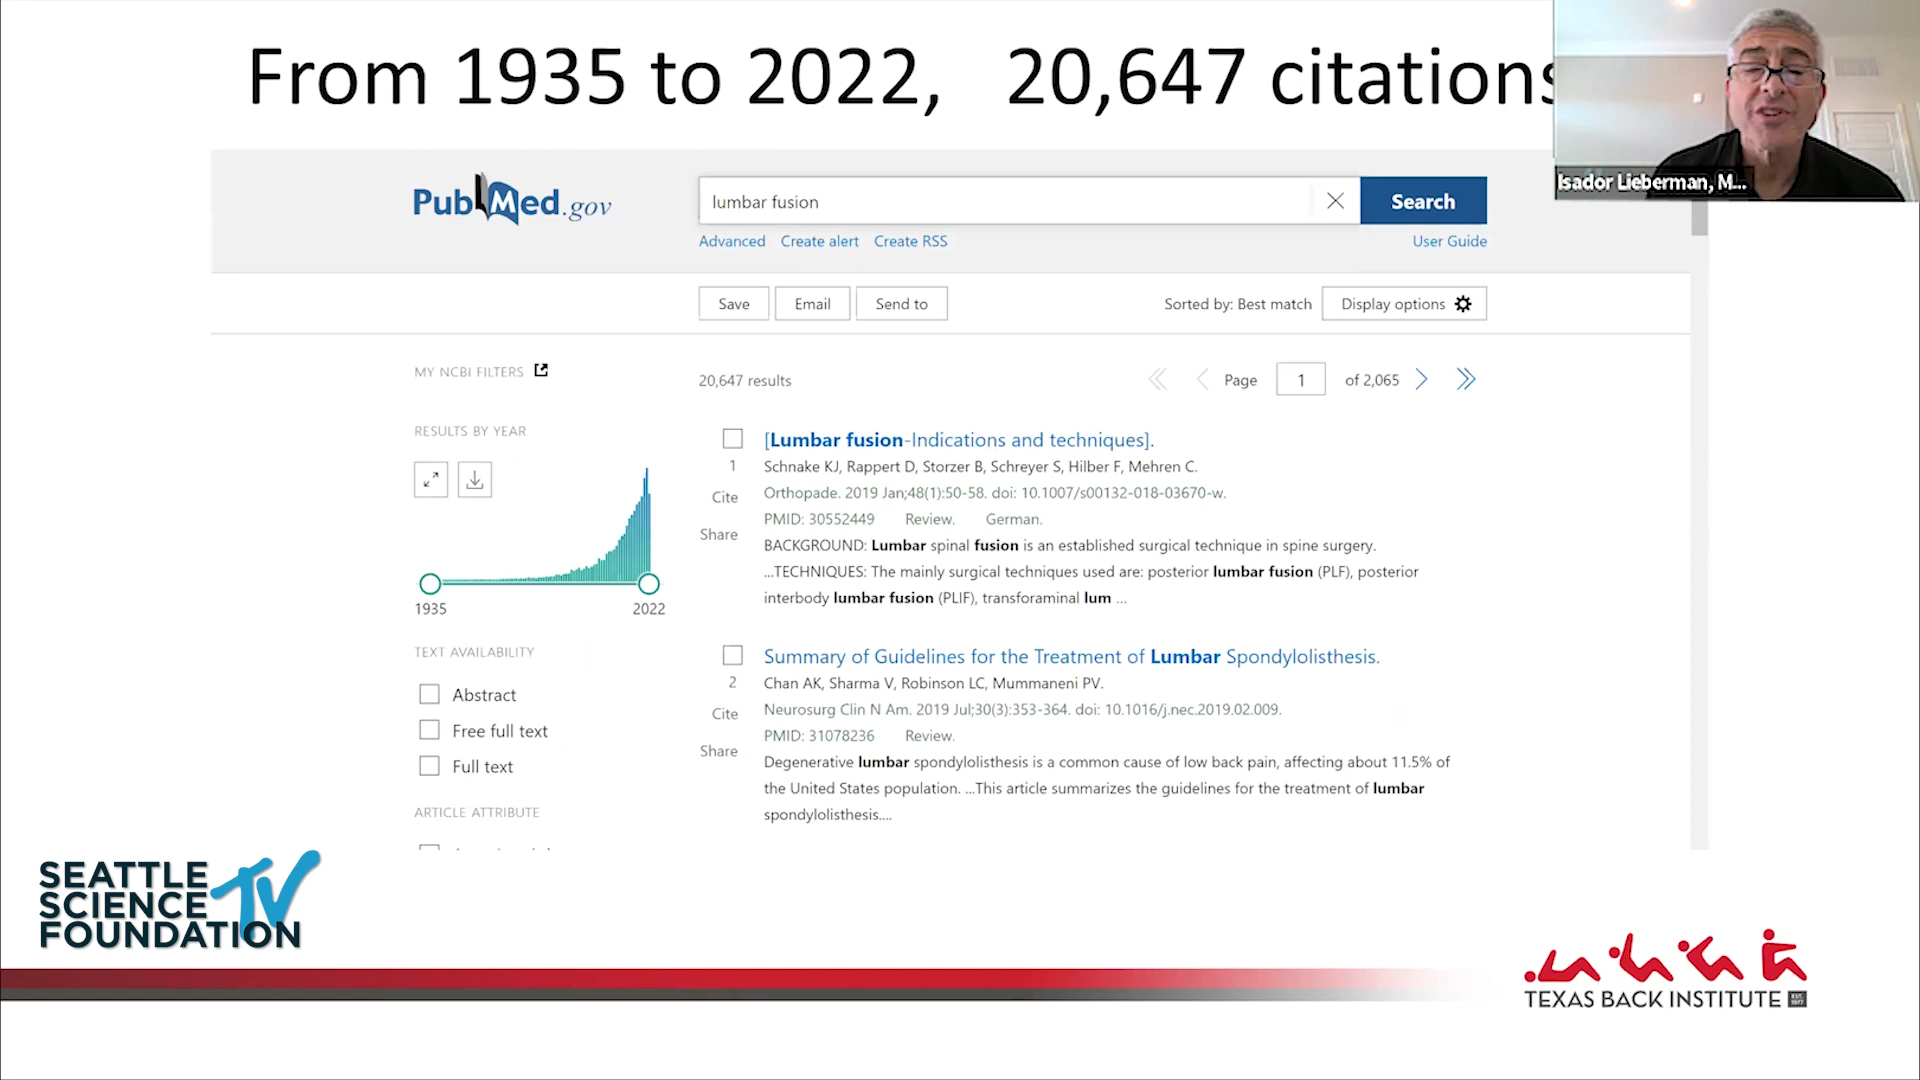 From 1935 to 2022, 20,647 citations
Isador Lieberman, M...
PubMed.gov
lumbar fusion
Search
Advanced Create alert Create RSS
User Guide
Save Email Send to
Sorted by: Best match Display options
MY NCBI FILTERS
20,647 results
Page 1 of 2,065
RESULTS BY YEAR
1935 2022
TEXT AVAILABILITY
Abstract
Free full text
Full text
ARTICLE ATTRIBUTE
[Lumbar fusion-Indications and techniques].
1
Schnake KJ, Rappert D, Storzer B, Schreyer S, Hilber F, Mehren C.
Cite
Orthopade. 2019 Jan;48(1):50-58. doi: 10.1007/s00132-018-03670-w.
PMID: 30552449 Review. German.
Share
BACKGROUND: Lumbar spinal fusion is an established surgical technique in spine surgery.
...TECHNIQUES: The mainly surgical techniques used are: posterior lumbar fusion (PLF), posterior
interbody lumbar fusion (PLIF), transforaminal lum ...
Summary of Guidelines for the Treatment of Lumbar Spondylolisthesis.
2
Chan AK, Sharma V, Robinson LC, Mummaneni PV.
Cite
Neurosurg Clin N Am. 2019 Jul;30(3):353-364. doi: 10.1016/j.nec.2019.02.009.
PMID: 31078236 Review.
Share
Degenerative lumbar spondylolisthesis is a common cause of low back pain, affecting about 11.5% of
the United States population. ...This article summarizes the guidelines for the treatment of lumbar
spondylolisthesis....
SEATTLE
SCIENCE
FOUNDATION
TV
TEXAS BACK INSTITUTE
EST. 1977